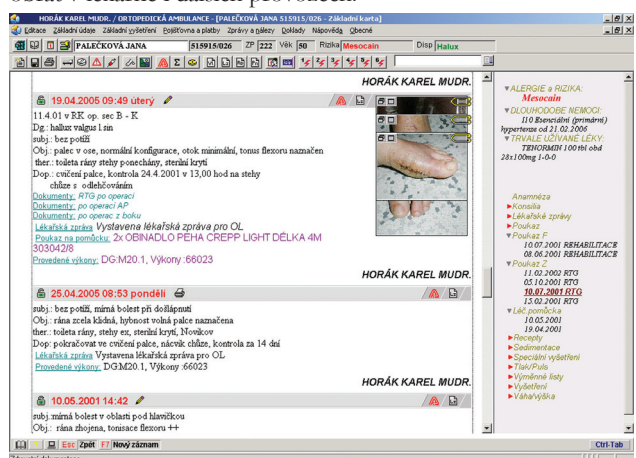 HORÁK KAREL MUDR. / ORTOPEDICKÁ AMBULANCE - [PALEČKOVÁ JANA 515915/026 - Základní karta]
Editace Základní údaje Základní vyšetření Pojišťovna a platby Zprávy a nálezy Doklady Nápověda Obecné
PALEČKOVÁ JANA 515915/026 ZP 222 Věk 50 Rizika Mesocain Disp Halux
HORÁK KAREL MUDR.
19.04.2005 09:49 úterý
11.4.01 v RK op. sec B - K
Dg.: hallux valgus l sin
subj.: bez potíží
Obj.: palec v ose, normální konfigurace, otok minimální, tonus flexoru naznačen
ther.: toileta rány stehy ponechány, sterilní krytí
Dop.: cvičení palce, kontrola 24.4.2001 v 13,00 hod na stehy
chůze s odlehčováním
Dokumenty: RTG po operaci
Dokumenty: po operaci AP
Dokumenty: po operac z boku
Lékařská zpráva Vystavena lékařská zpráva pro OL
Poukaz na pomůcku: 2x OBINADLO PEHA CREPP LIGHT DÉLKA 4M
303042/8
Provedené výkony: DG:M20.1, Výkony :66023
HORÁK KAREL MUDR.
25.04.2005 08:53 pondělí
subj.: bez potíží, mírná bolest při došlápnutí
Obj.: rána zcela klidná, hybnost volná palce naznačena
ther.: toileta rány, stehy ex, sterilní krytí, Novikov
Dop: pokračovat ve cvičení palce, nácvik chůze, kontrola za 14 dní
Lékařská zpráva Vystavena lékařská zpráva pro OL
Provedené výkony: DG:M20.1, Výkony :66023
HORÁK KAREL MUDR.
10.05.2001 14:42
subj.:mírná bolest v oblasti pod hlavičkou
Obj.: rána zhojena, tonisace flexoru ++
ALERGIE a RIZIKA:
Mesocain
DLOUHODOBÉ NEMOCI:
I10 Esenciální (primární)
hypertenze od 21.02.2006
TRVALE UŽÍVANÉ LÉKY:
TENORMIN 100 tbl obd
28x100mg 1-0-0
Anamnéza
Konsilia
Lékařské zprávy
Poukaz
Poukaz F
10.07.2001 REHABILITACE
08.06.2001 REHABILITACE
Poukaz Z
11.02.2002 RTG
05.10.2001 RTG
10.07.2001 RTG
15.02.2001 RTG
Léč.pomůcka
10.05.2001
19.04.2001
Recepty
Sedimentace
Speciální vyšetření
Tlak/Puls
Výměnné listy
Vyšetření
Váha/výška
Esc Zpět F7 Nový záznam Ctrl-Tab